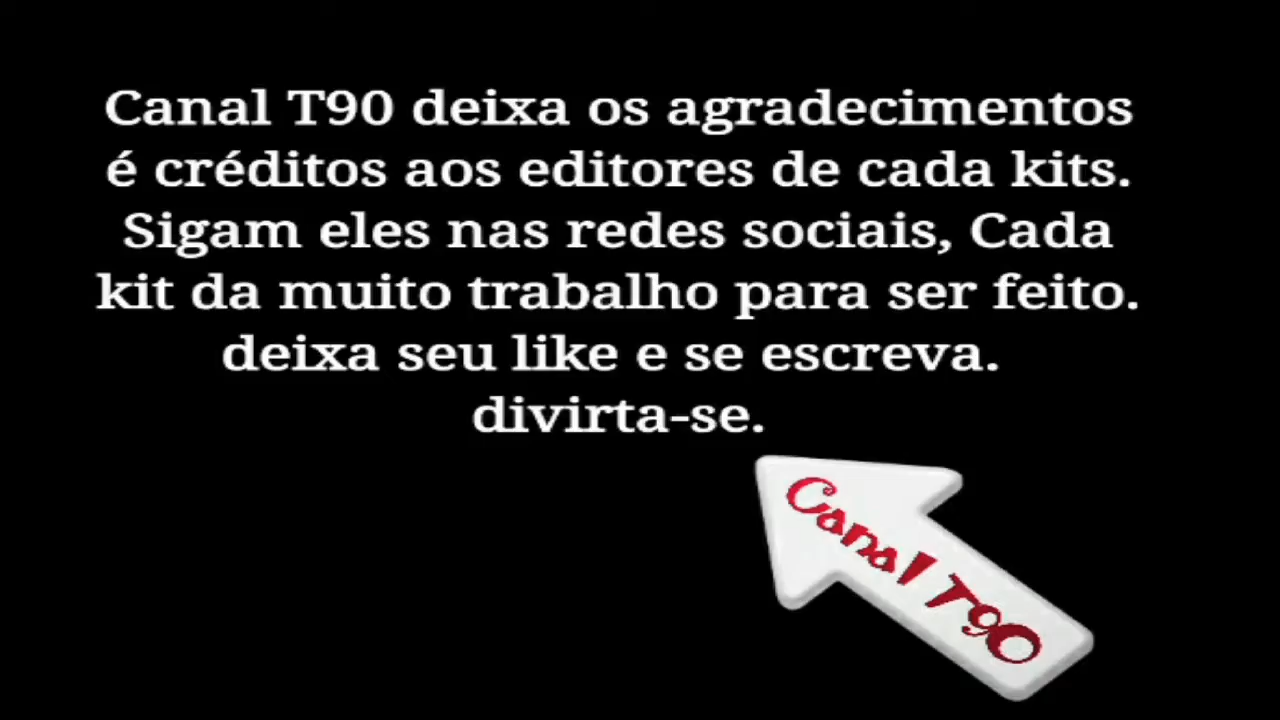 Canal T90 deixa os agradecimentos
é créditos aos editores de cada kits.
Sigam eles nas redes sociais, Cada
kit da muito trabalho para ser feito.
deixa seu like e se escreva.
divirta-se.
Canal T90